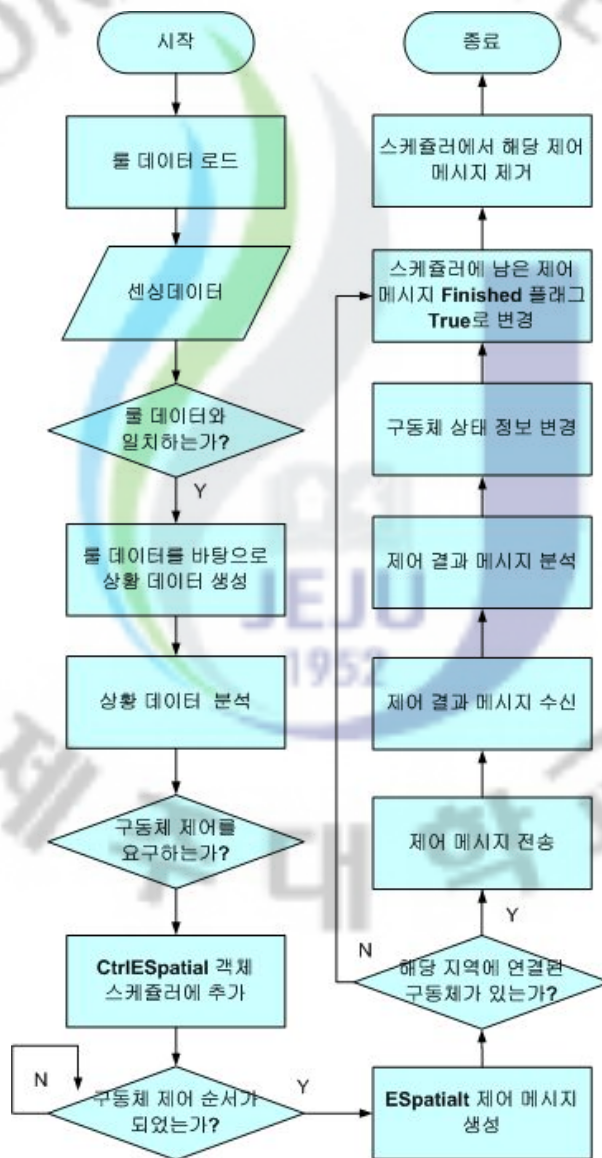 시작
룰 데이터 로드
센싱데이터
룰 데이터와
일치하는가?
Y
룰 데이터를 바탕으로
상황 데이터 생성
상황 데이터 분석
구동체 제어를
요구하는가?
CtrlESpatial 객체
스케쥴러에 추가
N
구동체 제어 순서가
되었는가?
Y
ESpatialt 제어 메시지
생성
해당 지역에 연결된
구동체가 있는가?
N
Y
제어 메시지 전송
제어 결과 메시지 수신
제어 결과 메시지 분석
구동체 상태 정보 변경
스케쥴러에 남은 제어
메시지 Finished 플래그
True로 변경
스케쥴러에서 해당 제어
메시지 제거
종료
JEJU
1952